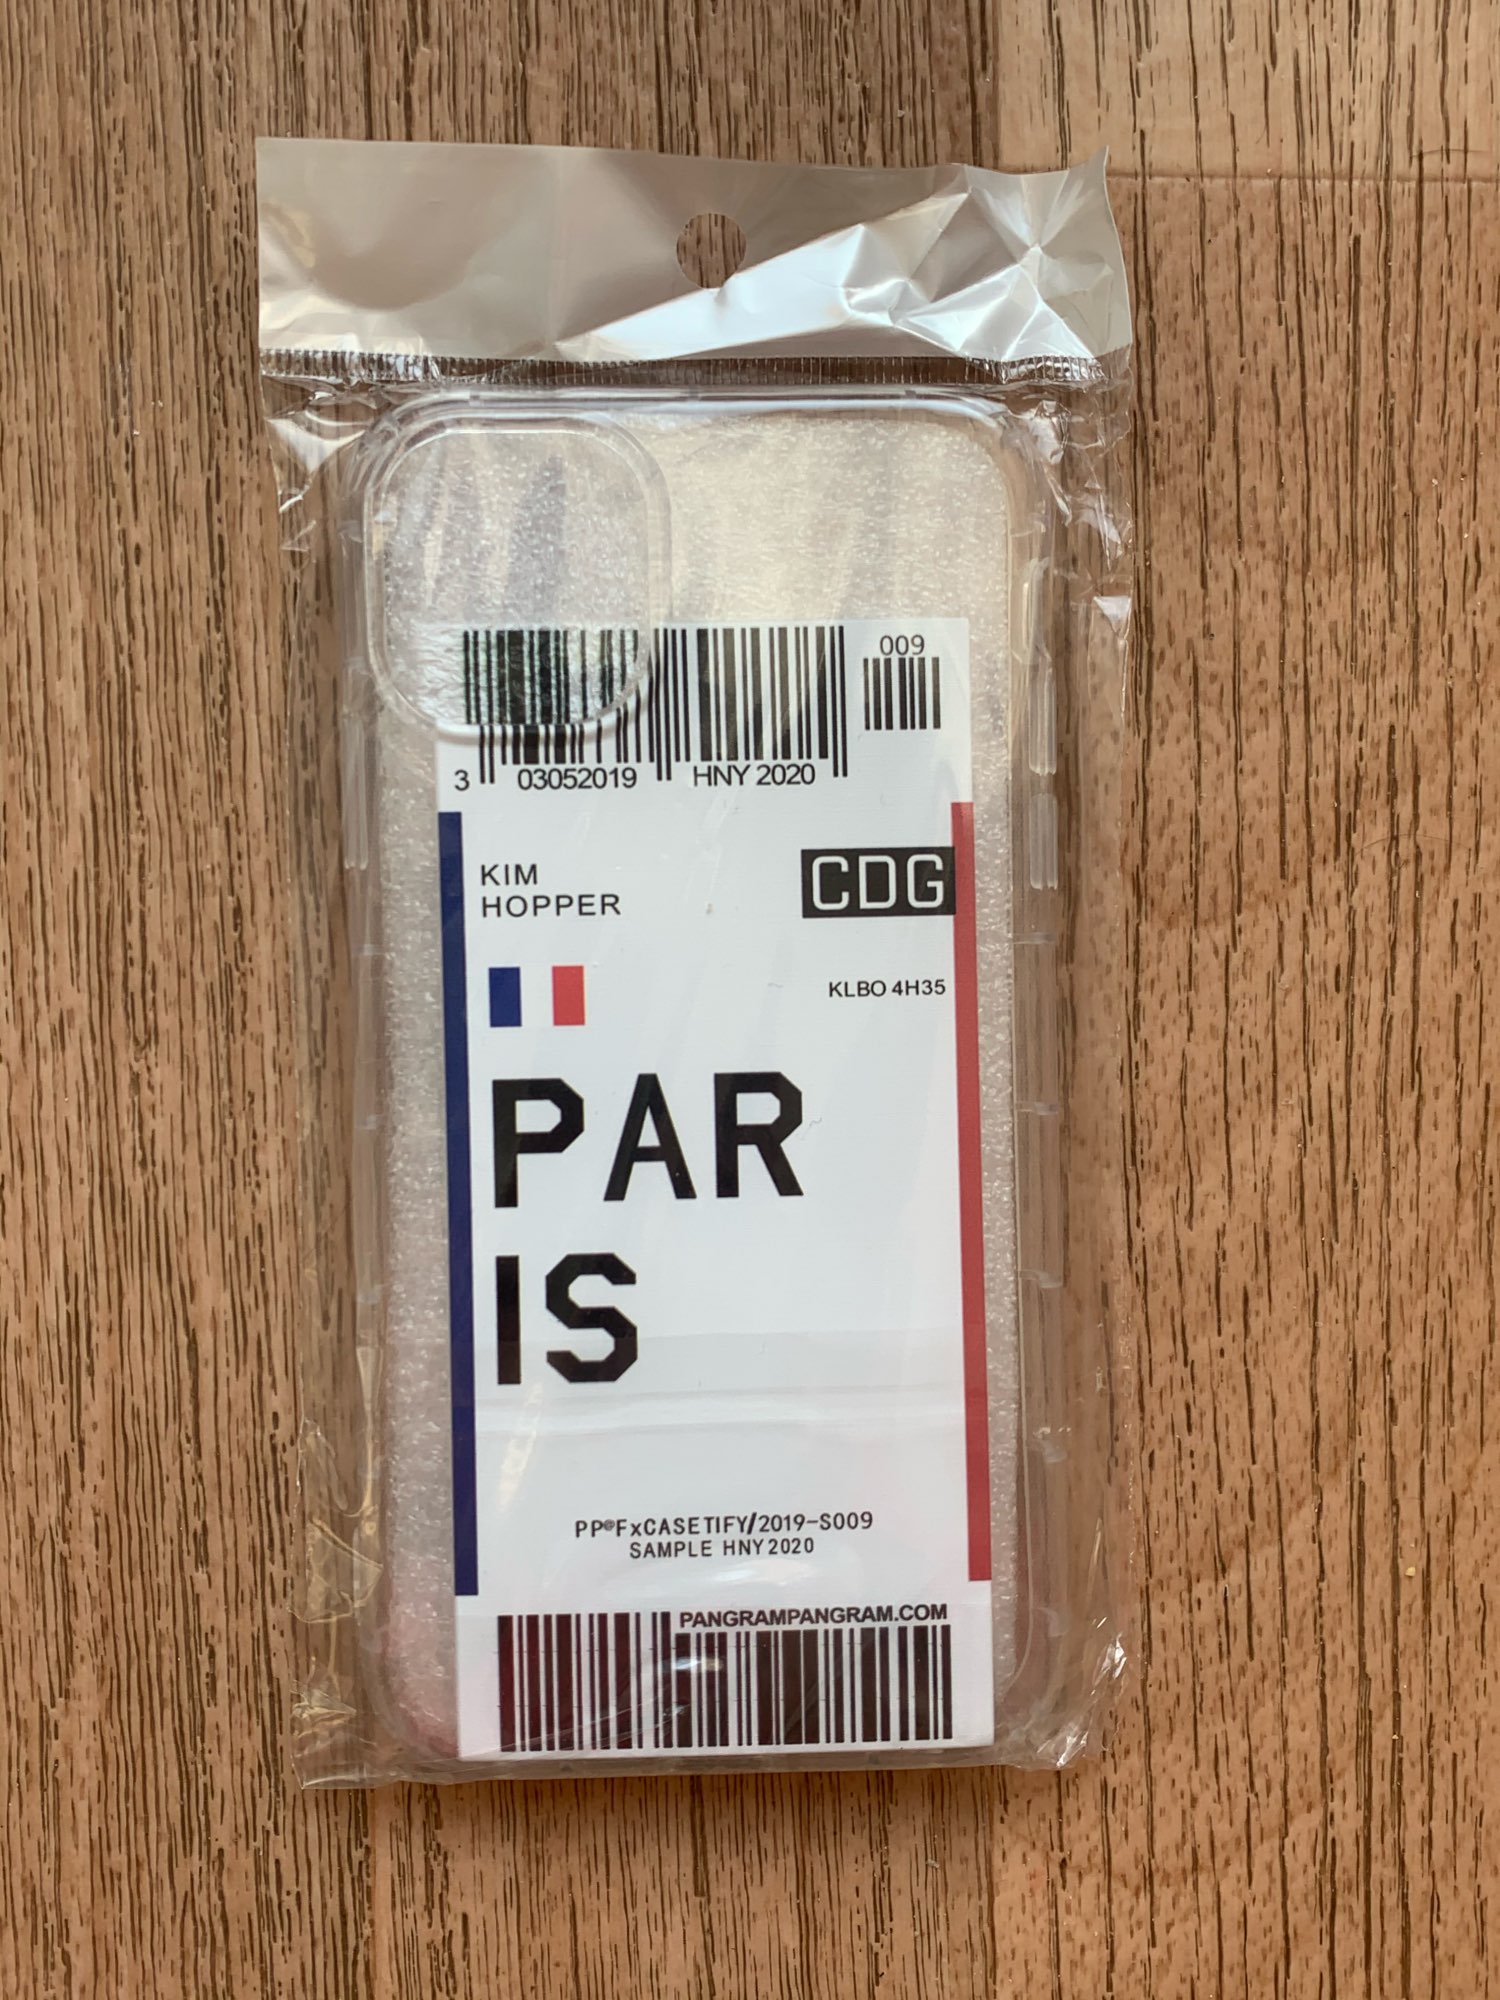 009
3 03052019 HNY 2020
KIM
HOPPER
CDG
KLBO 4H35
PAR
IS
PP®FxCASETIFY/2019-S009
SAMPLE HNY2020
PANGRAMPANGRAM.COM